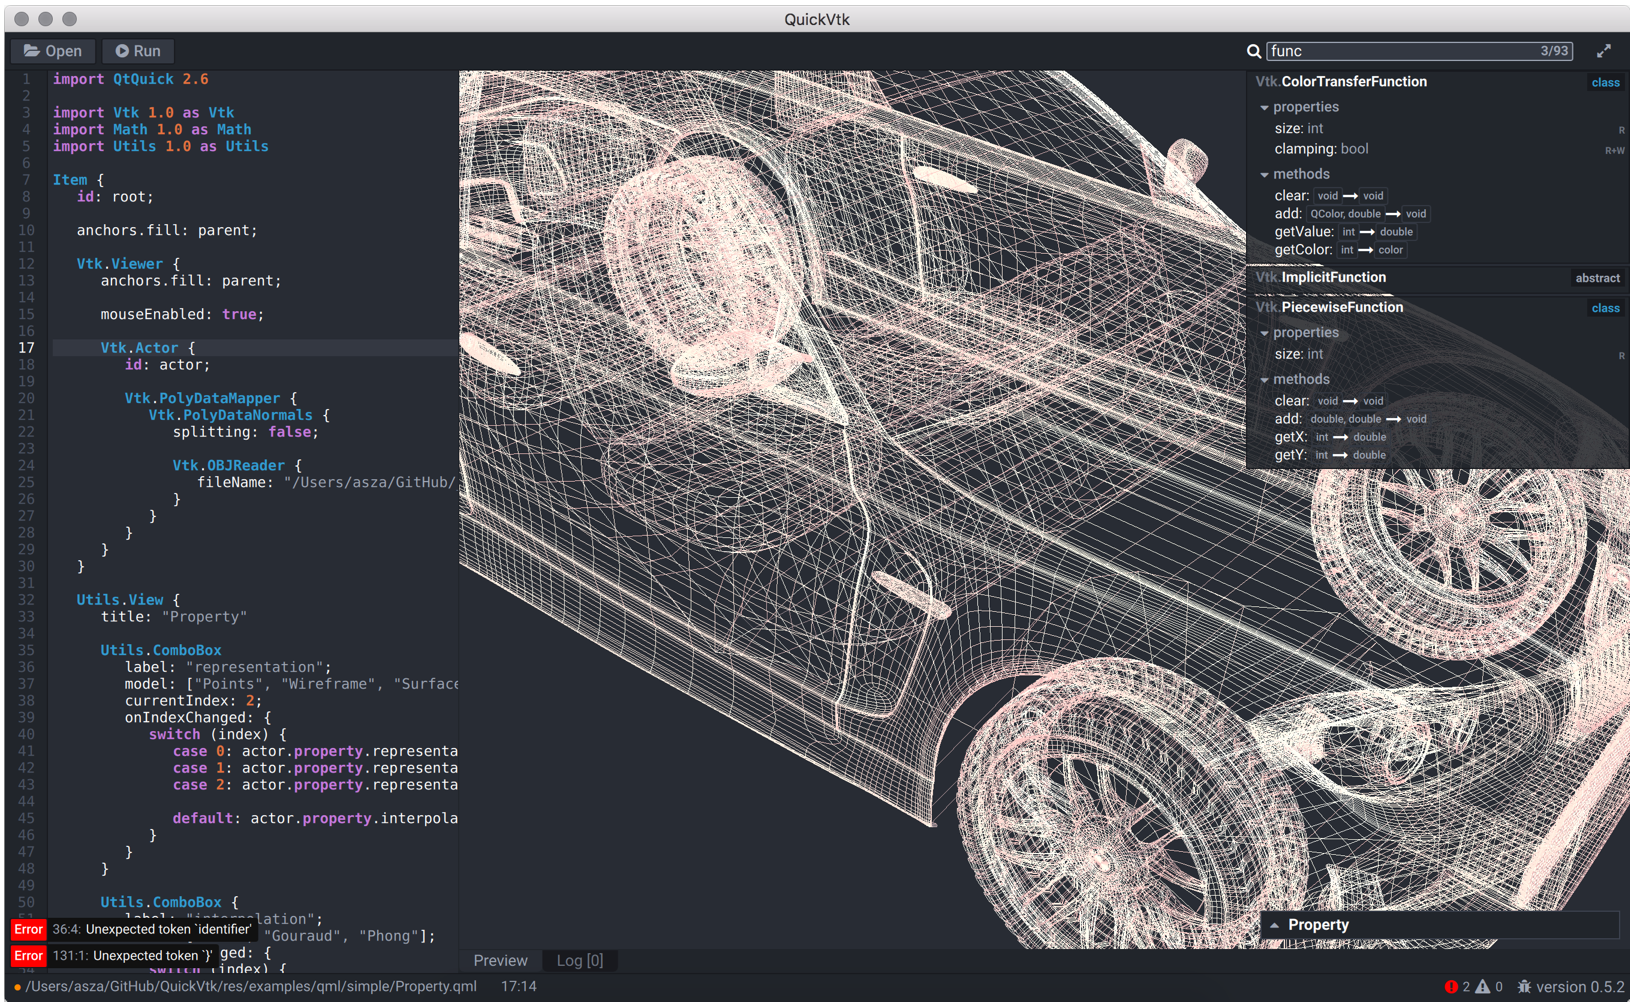 QuickVtk
Open
Run
func
3/93
1 import QtQuick 2.6
2
3 import Vtk 1.0 as Vtk
4 import Math 1.0 as Math
5 import Utils 1.0 as Utils
6
7 Item {
8 id: root;
9
10 anchors.fill: parent;
11
12 Vtk.Viewer {
13 anchors.fill: parent;
14
15 mouseEnabled: true;
16
17 Vtk.Actor {
18 id: actor;
19
20 Vtk.PolyDataMapper {
21 Vtk.PolyDataNormals {
22 splitting: false;
23
24 Vtk.OBJReader {
25 fileName: "/Users/asza/GitHub/
26 }
27 }
28 }
29 }
30 }
31
32 Utils.View {
33 title: "Property"
34
35 Utils.ComboBox
36 label: "representation";
37 model: ["Points", "Wireframe", "Surface
38 currentIndex: 2;
39 onIndexChanged: {
40 switch (index) {
41 case 0: actor.property.representa
42 case 1: actor.property.representa
43 case 2: actor.property.representa
44
45 default: actor.property.interpola
46 }
47 }
48 }
49
50 Utils.ComboBox {
label: "interpolation";
"Gouraud", "Phong"];
ged: {
switch (index) {
Error 36:4: Unexpected token `identifier'
Error 131:1: Unexpected token `}'
Vtk.ColorTransferFunction class
properties
size: int R
clamping: bool R+W
methods
clear: void → void
add: QColor, double → void
getValue: int → double
getColor: int → color
Vtk.ImplicitFunction abstract
Vtk.PiecewiseFunction class
properties
size: int R
methods
clear: void → void
add: double, double → void
getX: int → double
getY: int → double
Property
Preview
Log [0]
/Users/asza/GitHub/QuickVtk/res/examples/qml/simple/Property.qml 17:14
2 0 version 0.5.2